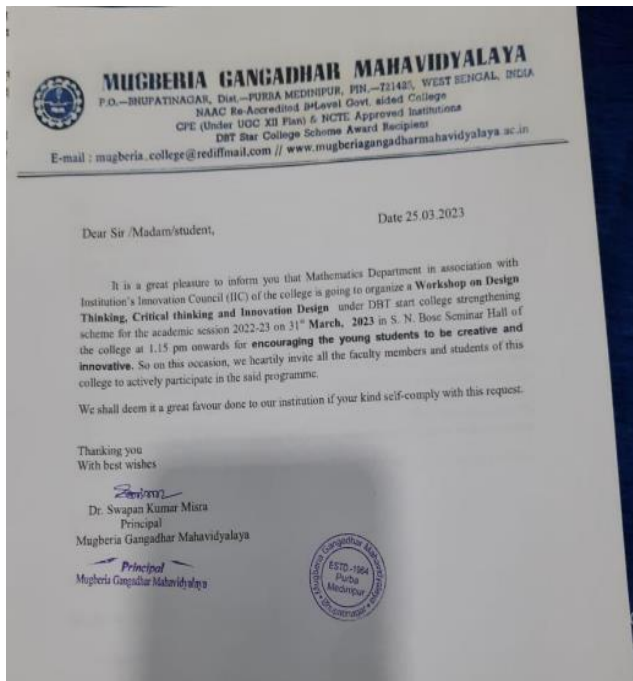 MUGBERIA GANGADHAR MAHAVIDYALAYA
P.O.—BHUPATINAGAR, Dist.—PURBA MEDINIPUR, PIN.—721425, WEST BENGAL, INDIA
NAAC Re-Accredited B+Level Govt. aided College
CPE (Under UGC XII Plan) & NCTE Approved Institutions
DBT Star College Scheme Award Recipient
E-mail : mugberia_college@rediffmail.com // www.mugberiagangadharmahavidyalaya.ac.in
Date 25.03.2023
Dear Sir /Madam/student,
It is a great pleasure to inform you that Mathematics Department in association with
Institution's Innovation Council (IIC) of the college is going to organize a Workshop on Design
Thinking, Critical thinking and Innovation Design under DBT start college strengthening
scheme for the academic session 2022-23 on 31st March, 2023 in S. N. Bose Seminar Hall of
the college at 1.15 pm onwards for encouraging the young students to be creative and
innovative. So on this occasion, we heartily invite all the faculty members and students of this
college to actively participate in the said programme.
We shall deem it a great favour done to our institution if your kind self-comply with this request.
Thanking you
With best wishes
Dr. Swapan Kumar Misra
Principal
Mugberia Gangadhar Mahavidyalaya
Principal
Mugberia Gangadhar Mahavidyalaya
Mugberia Gangadhar Mahavidyalaya
ESTD.-1964
Purba
Medinipur
Bhupatinagar